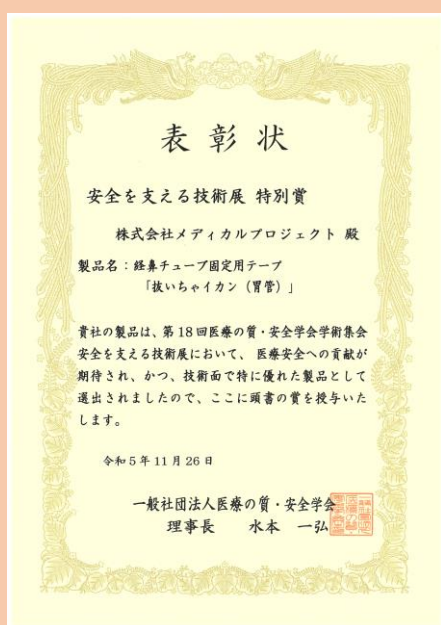 表彰状
安全を支える技術展 特別賞
株式会社メディカルプロジェクト 殿
製品名:経鼻チューブ固定用テープ
「抜いちゃイカン(胃管)」
貴社の製品は、第18回医療の質・安全学会学術集会
安全を支える技術展において、医療安全への貢献が
期待され、かつ、技術面で特に優れた製品として
選出されましたので、ここに頭書の賞を授与いた
します。
令和5年11月26日
一般社団法人医療の質・安全学会
理事長 水本 一弘